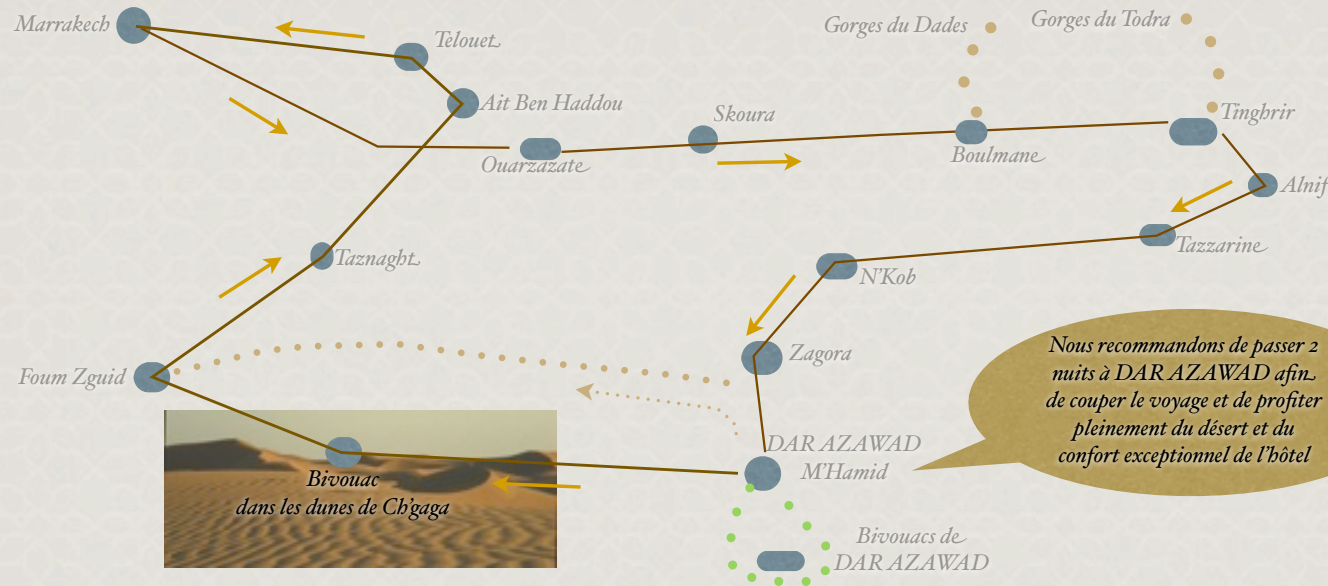 Marrakech
Telouet
Gorges du Dades
Gorges du Todra
Ait Ben Haddou
Skoura
Tinghrir
Ouarzazate
Boulmane
Alnif
Taznaght
Tazzarine
N'Kob
Zagora
Foum Zguid
Nous recommandons de passer 2
nuits à DAR AZAWAD afin
de couper le voyage et de profiter
pleinement du désert et du
confort exceptionnel de l'hôtel
DAR AZAWAD
M'Hamid
Bivouac
dans les dunes de Ch'gaga
Bivouacs de
DAR AZAWAD